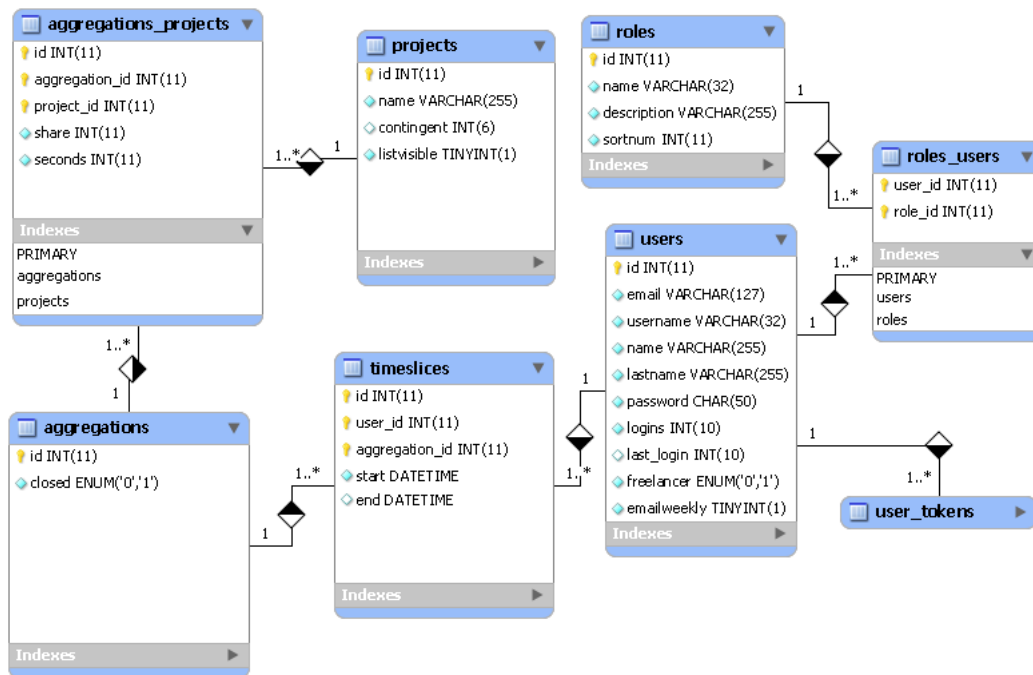 aggregations_projects
id INT(11)
aggregation_id INT(11)
project_id INT(11)
share INT(11)
seconds INT(11)
Indexes
PRIMARY
aggregations
projects
projects
id INT(11)
name VARCHAR(255)
contingent INT(6)
listvisible TINYINT(1)
Indexes
roles
id INT(11)
name VARCHAR(32)
description VARCHAR(255)
sortnum INT(11)
Indexes
roles_users
user_id INT(11)
role_id INT(11)
Indexes
PRIMARY
users
roles
users
id INT(11)
email VARCHAR(127)
username VARCHAR(32)
name VARCHAR(255)
lastname VARCHAR(255)
password CHAR(50)
logins INT(10)
last_login INT(10)
freelancer ENUM('0','1')
emailweekly TINYINT(1)
Indexes
timeslices
id INT(11)
user_id INT(11)
aggregation_id INT(11)
start DATETIME
end DATETIME
Indexes
aggregations
id INT(11)
closed ENUM('0','1')
Indexes
user_tokens
1..*
1
1
1..*
1..*
1
1..*
1
1
1..*
1..*
1
1
1..*